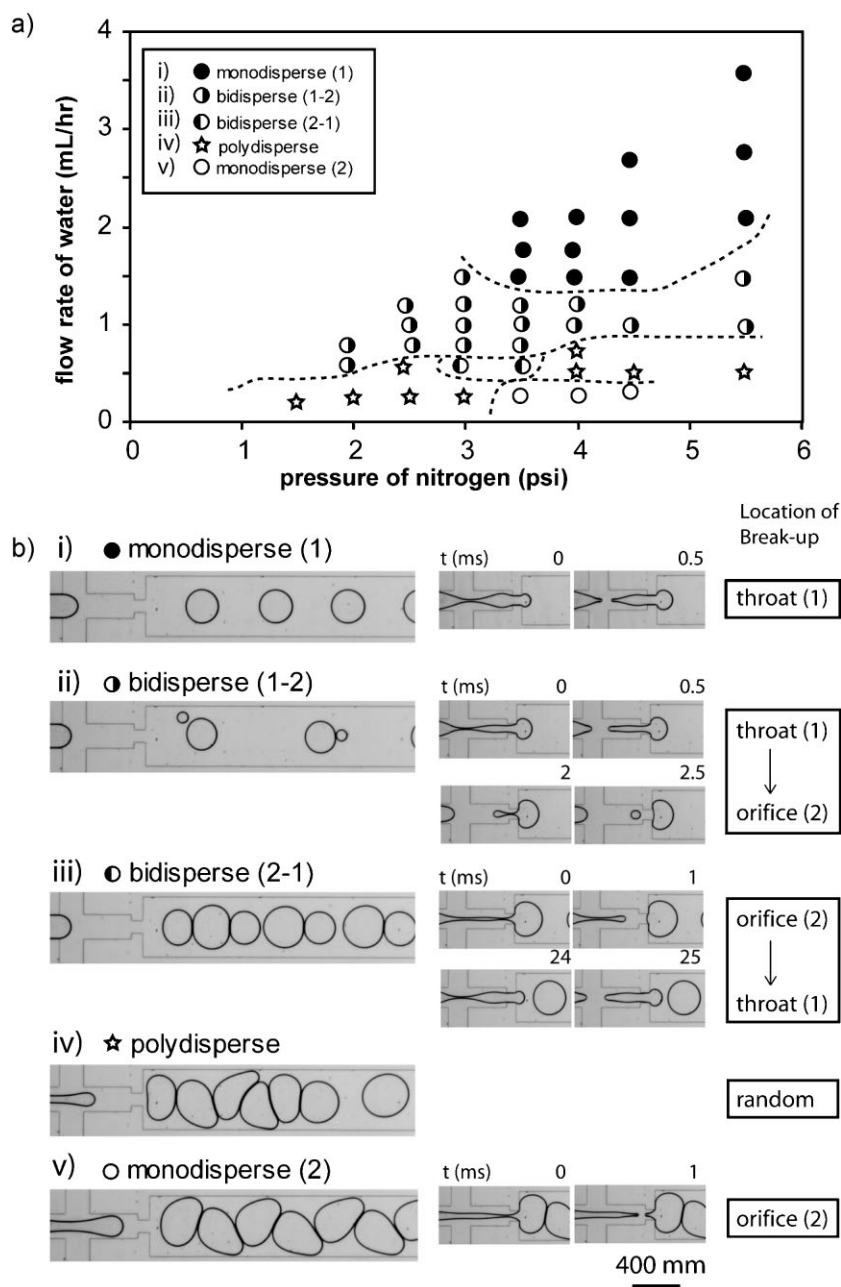 a)
4
3
2
1
0
flow rate of water (mL/hr)
i) monodisperse (1)
ii) bidisperse (1-2)
iii) bidisperse (2-1)
iv) polydisperse
v) monodisperse (2)
0 1 2 3 4 5 6
pressure of nitrogen (psi)
Location of
Break-up
b) i) monodisperse (1)
t (ms) 0 0.5
throat (1)
ii) bidisperse (1-2)
t (ms) 0 0.5
throat (1)
2 2.5
orifice (2)
iii) bidisperse (2-1)
t (ms) 0 1
orifice (2)
24 25
throat (1)
iv) polydisperse
random
v) monodisperse (2)
t (ms) 0 1
orifice (2)
400 mm